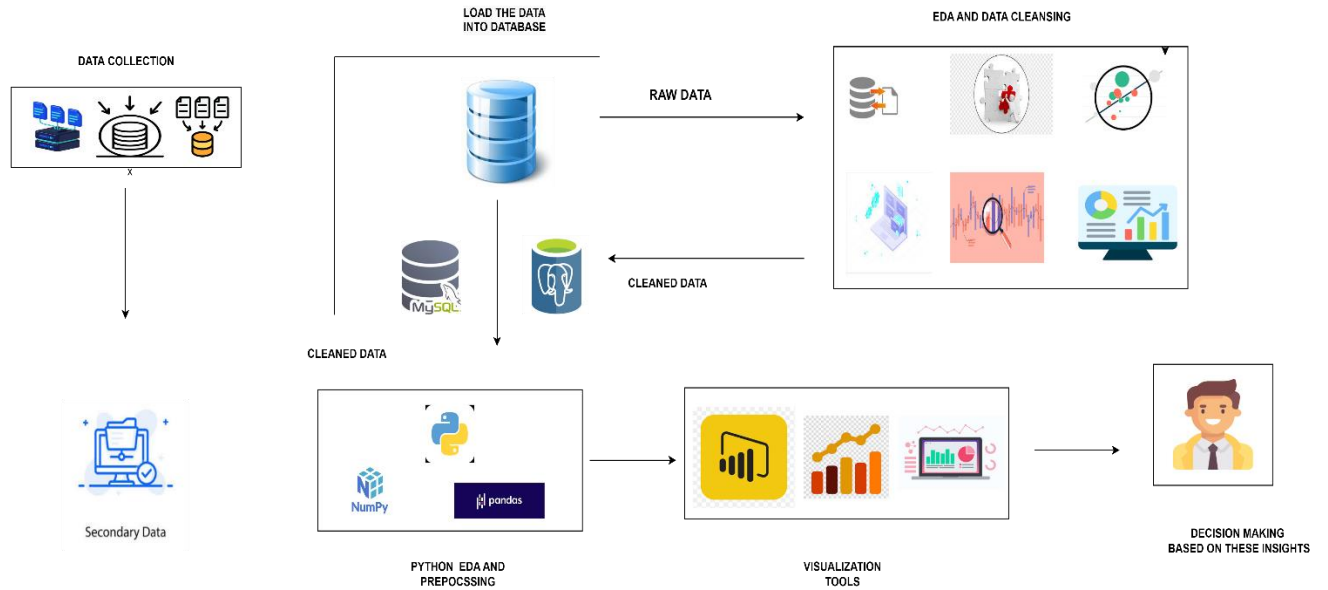 LOAD THE DATA
INTO DATABASE
EDA AND DATA CLEANSING
DATA COLLECTION
RAW DATA
x
CLEANED DATA
MySQL
CLEANED DATA
NumPy
pandas
Secondary Data
PYTHON EDA AND
PREPOCSSING
VISUALIZATION
TOOLS
DECISION MAKING
BASED ON THESE INSIGHTS